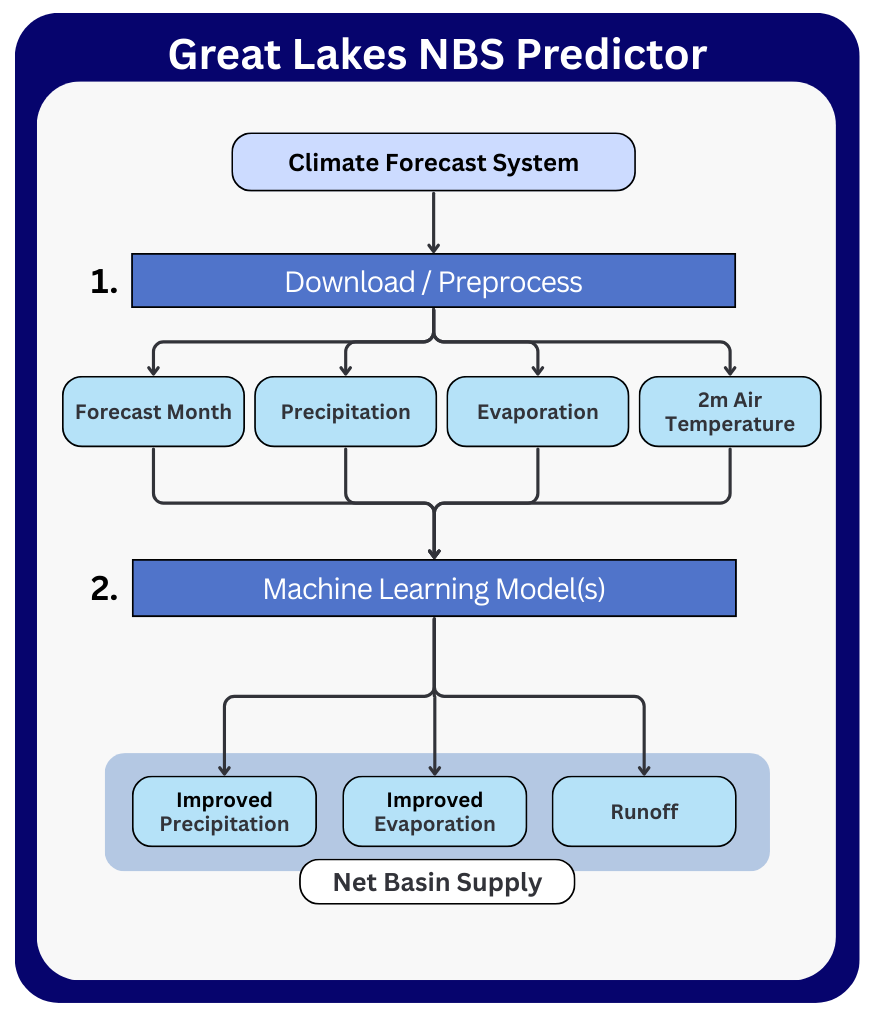 Great Lakes NBS Predictor
Climate Forecast System
1.
Download / Preprocess
Forecast Month
Precipitation
Evaporation
2m Air
Temperature
2.
Machine Learning Model(s)
Improved
Precipitation
Improved
Evaporation
Runoff
Net Basin Supply